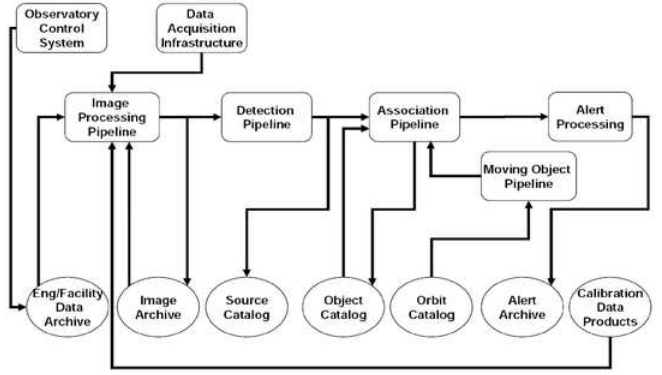 Observatory
Control
System
Data
Acquisition
Infrastructure
Image
Processing
Pipeline
Detection
Pipeline
Association
Pipeline
Alert
Processing
Moving Object
Pipeline
Eng/Facility
Data
Archive
Image
Archive
Source
Catalog
Object
Catalog
Orbit
Catalog
Alert
Archive
Calibration
Data
Products